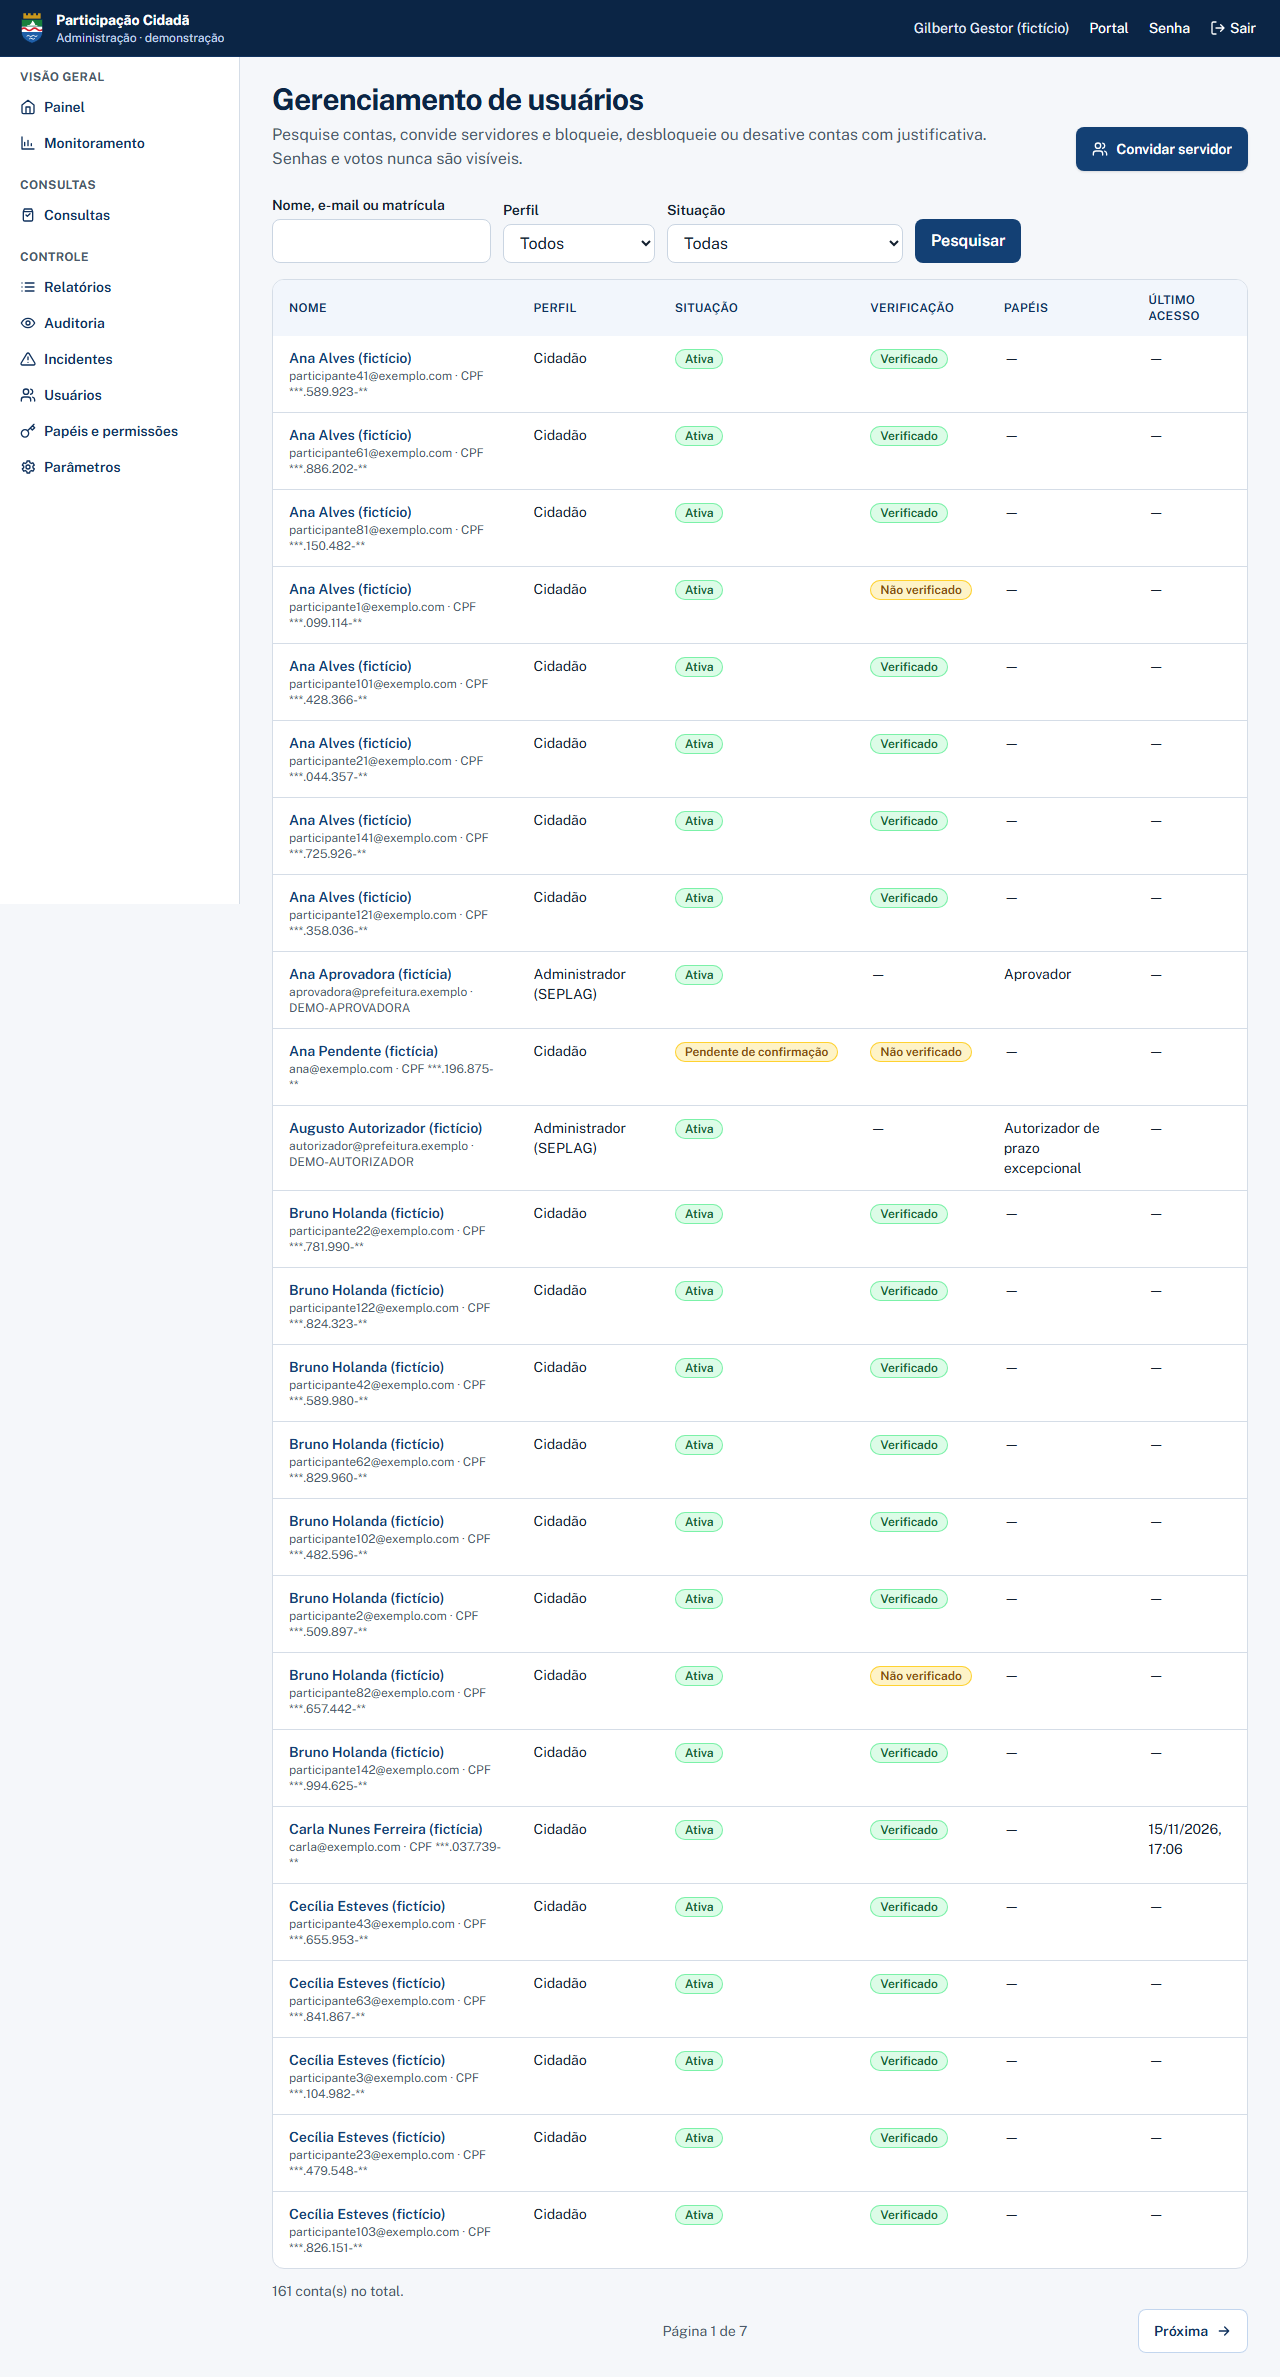 Participação Cidadã
Administração · demonstração
Gilberto Gestor (fictício)
Portal
Senha
Sair
VISÃO GERAL
Painel
Monitoramento
CONSULTAS
Consultas
CONTROLE
Relatórios
Auditoria
Incidentes
Usuários
Papéis e permissões
Parâmetros
Gerenciamento de usuários
Pesquise contas, convide servidores e bloqueie, desbloqueie ou desative contas com justificativa.
Senhas e votos nunca são visíveis.
Convidar servidor
Nome, e-mail ou matrícula
Perfil
Situação
Todos
Todas
Pesquisar
NOME PERFIL SITUAÇÃO VERIFICAÇÃO PAPÉIS ÚLTIMO
ACESSO
Ana Alves (fictício) Cidadão Ativa Verificado — —
participante41@exemplo.com · CPF
***.589.923-**
Ana Alves (fictício) Cidadão Ativa Verificado — —
participante61@exemplo.com · CPF
***.886.202-**
Ana Alves (fictício) Cidadão Ativa Verificado — —
participante81@exemplo.com · CPF
***.150.482-**
Ana Alves (fictício) Cidadão Ativa Não verificado — —
participante1@exemplo.com · CPF
***.099.114-**
Ana Alves (fictício) Cidadão Ativa Verificado — —
participante101@exemplo.com · CPF
***.428.366-**
Ana Alves (fictício) Cidadão Ativa Verificado — —
participante21@exemplo.com · CPF
***.044.357-**
Ana Alves (fictício) Cidadão Ativa Verificado — —
participante141@exemplo.com · CPF
***.725.926-**
Ana Alves (fictício) Cidadão Ativa Verificado — —
participante121@exemplo.com · CPF
***.358.036-**
Ana Aprovadora (fictícia) Administrador Ativa — Aprovador —
aprovadora@prefeitura.exemplo · (SEPLAG)
DEMO-APROVADORA
Ana Pendente (fictícia) Cidadão Pendente de confirmação Não verificado — —
ana@exemplo.com · CPF ***.196.875-
**
Augusto Autorizador (fictício) Administrador Ativa — Autorizador de —
autorizador@prefeitura.exemplo · (SEPLAG) prazo
DEMO-AUTORIZADOR excepcional
Bruno Holanda (fictício) Cidadão Ativa Verificado — —
participante22@exemplo.com · CPF
***.781.990-**
Bruno Holanda (fictício) Cidadão Ativa Verificado — —
participante122@exemplo.com · CPF
***.824.323-**
Bruno Holanda (fictício) Cidadão Ativa Verificado — —
participante42@exemplo.com · CPF
***.589.980-**
Bruno Holanda (fictício) Cidadão Ativa Verificado — —
participante62@exemplo.com · CPF
***.829.960-**
Bruno Holanda (fictício) Cidadão Ativa Verificado — —
participante102@exemplo.com · CPF
***.482.596-**
Bruno Holanda (fictício) Cidadão Ativa Verificado — —
participante2@exemplo.com · CPF
***.509.897-**
Bruno Holanda (fictício) Cidadão Ativa Não verificado — —
participante82@exemplo.com · CPF
***.657.442-**
Bruno Holanda (fictício) Cidadão Ativa Verificado — —
participante142@exemplo.com · CPF
***.994.625-**
Carla Nunes Ferreira (fictícia) Cidadão Ativa Verificado — 15/11/2026,
carla@exemplo.com · CPF ***.037.739- 17:06
**
Cecília Esteves (fictício) Cidadão Ativa Verificado — —
participante43@exemplo.com · CPF
***.655.953-**
Cecília Esteves (fictício) Cidadão Ativa Verificado — —
participante63@exemplo.com · CPF
***.841.867-**
Cecília Esteves (fictício) Cidadão Ativa Verificado — —
participante3@exemplo.com · CPF
***.104.982-**
Cecília Esteves (fictício) Cidadão Ativa Verificado — —
participante23@exemplo.com · CPF
***.479.548-**
Cecília Esteves (fictício) Cidadão Ativa Verificado — —
participante103@exemplo.com · CPF
***.826.151-**
161 conta(s) no total.
Página 1 de 7
Próxima →